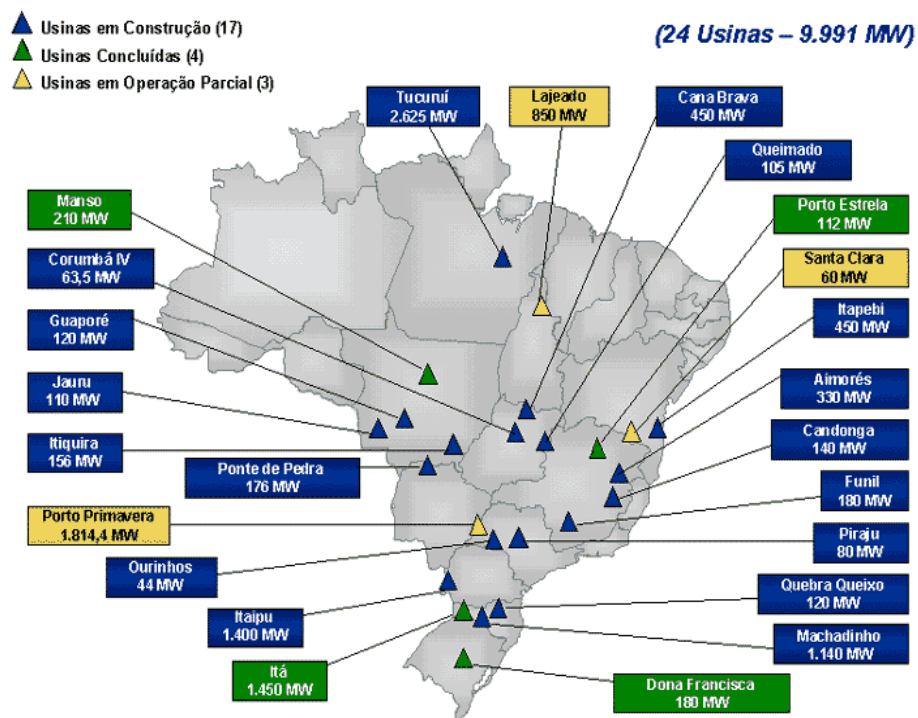 Usinas em Construção (17)
Usinas Concluídas (4)
Usinas em Operação Parcial (3)
(24 Usinas – 9.991 MW)
Tucuruí
2.625 MW
Lajeado
850 MW
Cana Brava
450 MW
Queimado
105 MW
Manso
210 MW
Porto Estrela
112 MW
Corumbá IV
63,5 MW
Santa Clara
60 MW
Guaporé
120 MW
Itapebi
450 MW
Jauru
110 MW
Aimorés
330 MW
Itiquira
156 MW
Candonga
140 MW
Ponte de Pedra
176 MW
Funil
180 MW
Porto Primavera
1.814,4 MW
Piraju
80 MW
Ourinhos
44 MW
Quebra Queixo
120 MW
Itaipu
1.400 MW
Machadinho
1.140 MW
Itá
1.450 MW
Dona Francisca
180 MW